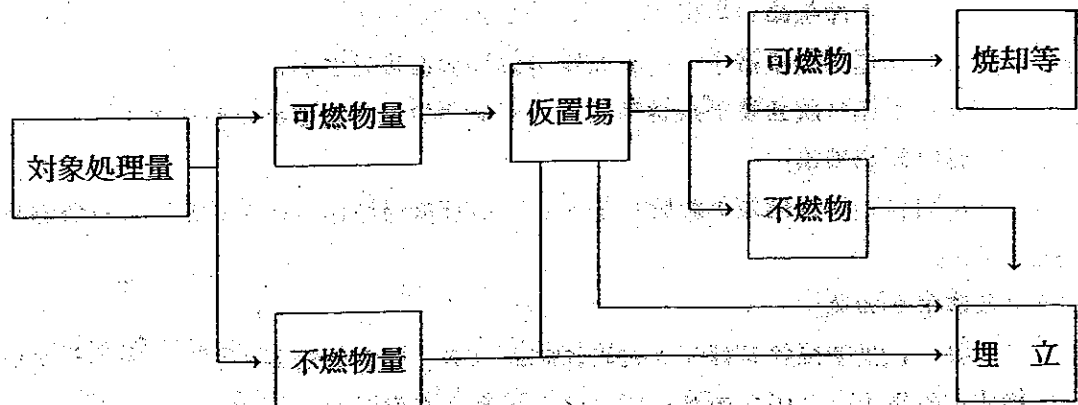 対象処理量
可燃物量
不燃物量
仮置場
可燃物
不燃物
焼却等
埋 立